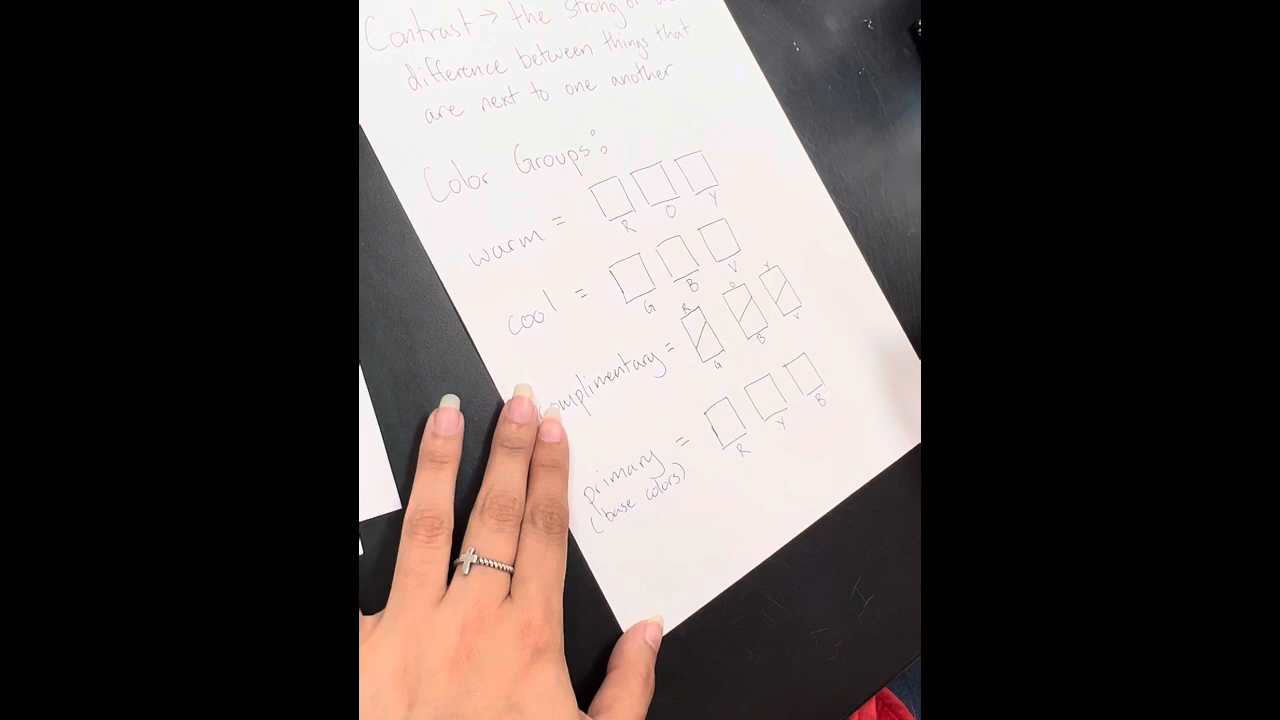 Contrast → the strong
difference between things that
are next to one another
Color Groups:
warm =
R O Y
cool =
G B V
complimentary =
R O Y
G B V
primary =
R Y B
(base colors)